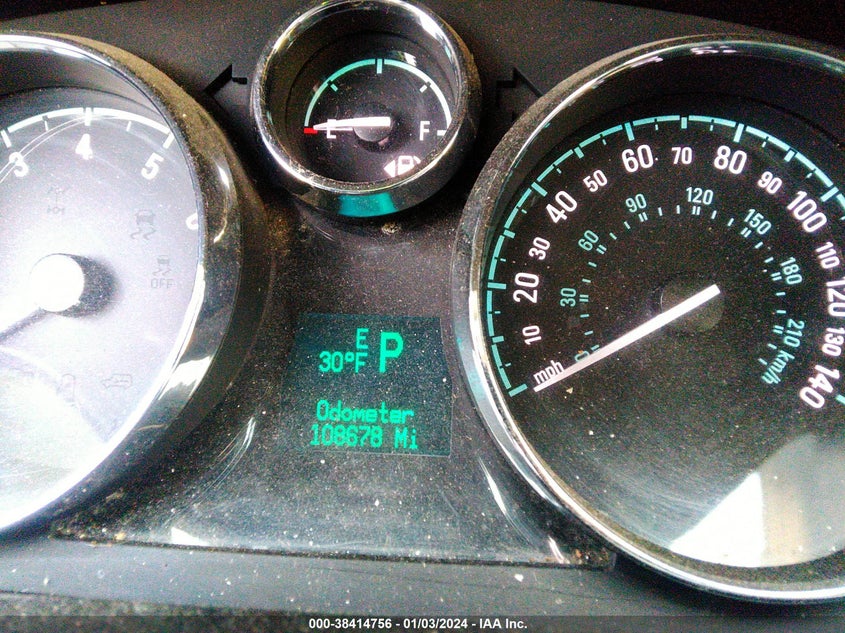 3 4 5 6
OFF
E F
E
30°F P
Odometer
108678 Mi
10 20 30 40 50 60 70 80 90 100 110 120 130 140
mph
0 30 60 90 120 150 180 210 km/h
000-38414756 - 01/03/2024 - IAA Inc.